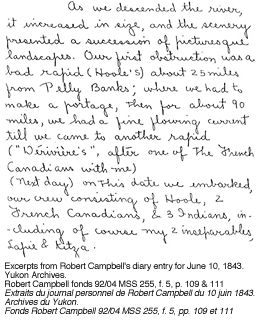 As we descended the river,
it increased in size, and the scenery
presented a succession of picturesque
landscapes. Our first obstruction was a
bad rapid (Hoole's) about 25 miles
from Pelly Banks; where we had to
make a portage, Then for about 90
miles, we had a fine flowing current
till we came to another rapid
("Dérivière's", after one of The French
Canadians with me)
(Next day) on This date we embarked,
our crew consisting of Hoole, 2
French Canadians, & 3 Indians, in-
-cluding of course my 2 inseparables,
Lapie & Kitza.
Excerpts from Robert Campbell's diary entry for June 10, 1843.
Yukon Archives.
Robert Campbell fonds 92/04 MSS 255, f. 5, p. 109 & 111
Extraits du journal personnel de Robert Campbell du 10 juin 1843.
Archives du Yukon.
Fonds Robert Campbell 92/04 MSS 255, f. 5, pp. 109 et 111